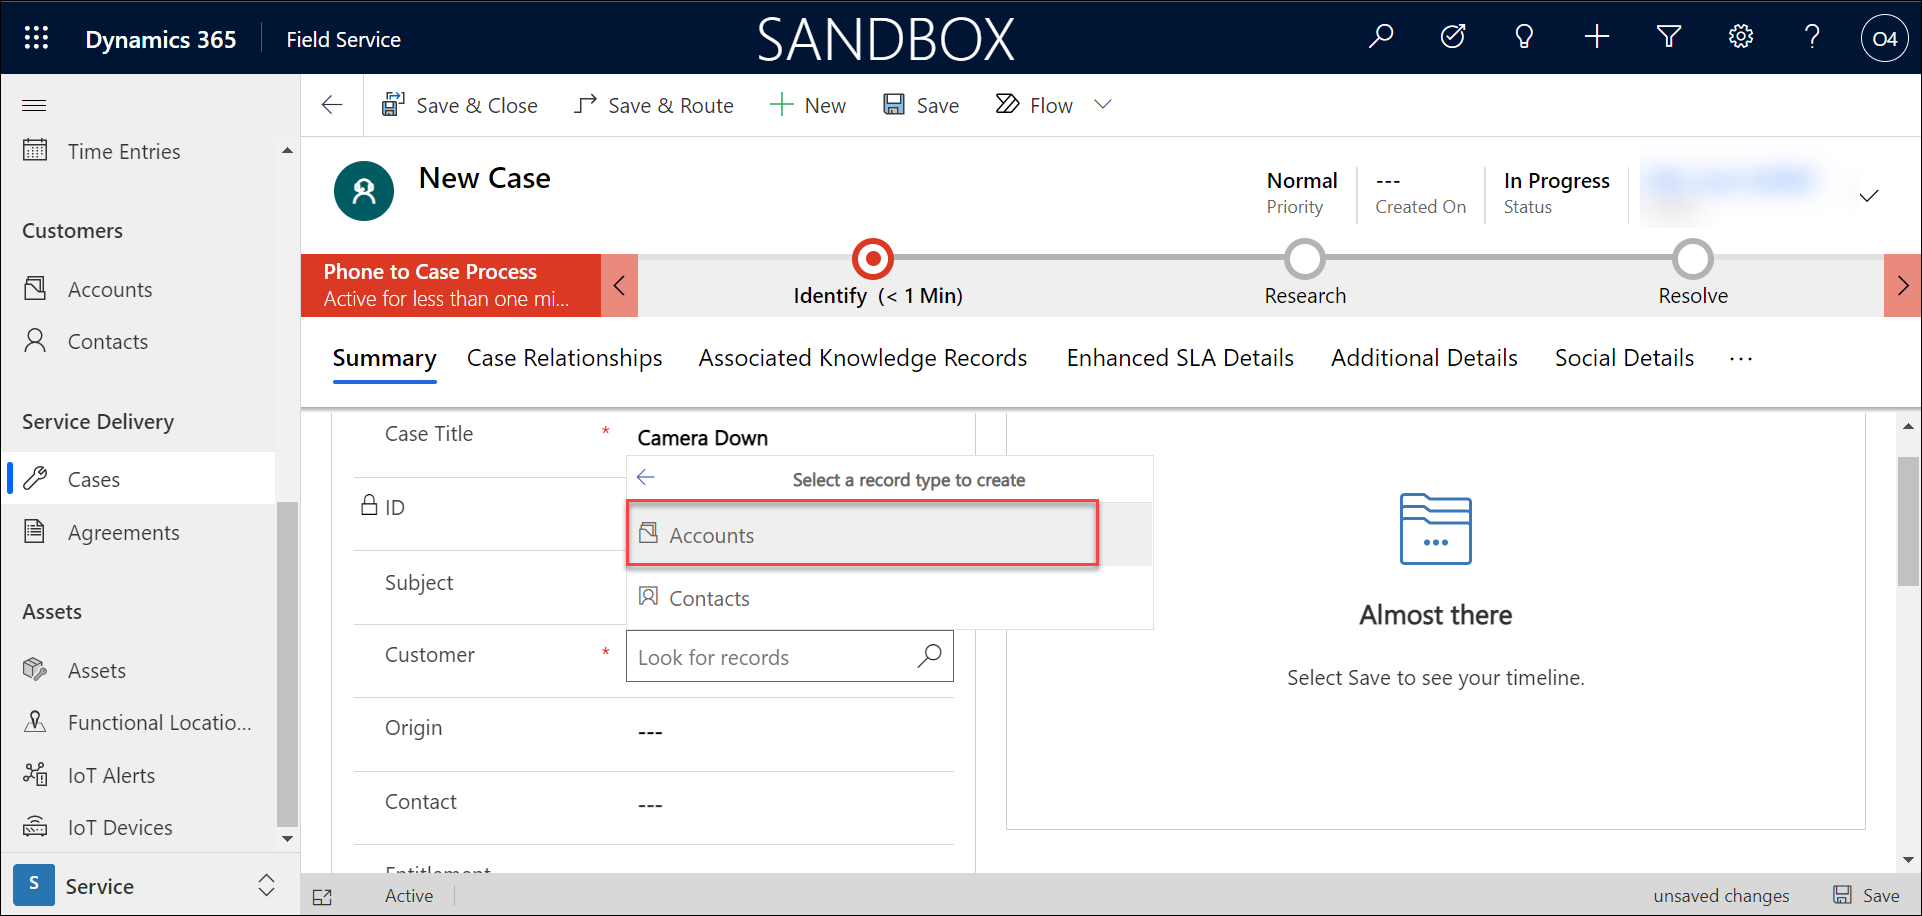 Dynamics 365
Field Service
SANDBOX
O4
Save & Close
Save & Route
New
Save
Flow
Time Entries
Customers
Accounts
Contacts
Service Delivery
Cases
Agreements
Assets
Assets
Functional Locatio...
IoT Alerts
IoT Devices
S
Service
New Case
Normal
Priority
---
Created On
In Progress
Status
Phone to Case Process
Active for less than one mi...
Identify (< 1 Min)
Research
Resolve
Summary
Case Relationships
Associated Knowledge Records
Enhanced SLA Details
Additional Details
Social Details
...
Case Title
*
Camera Down
Select a record type to create
ID
Accounts
Subject
Contacts
Customer
*
Look for records
Origin
---
Contact
---
Entitlement
Almost there
Select Save to see your timeline.
Active
unsaved changes
Save